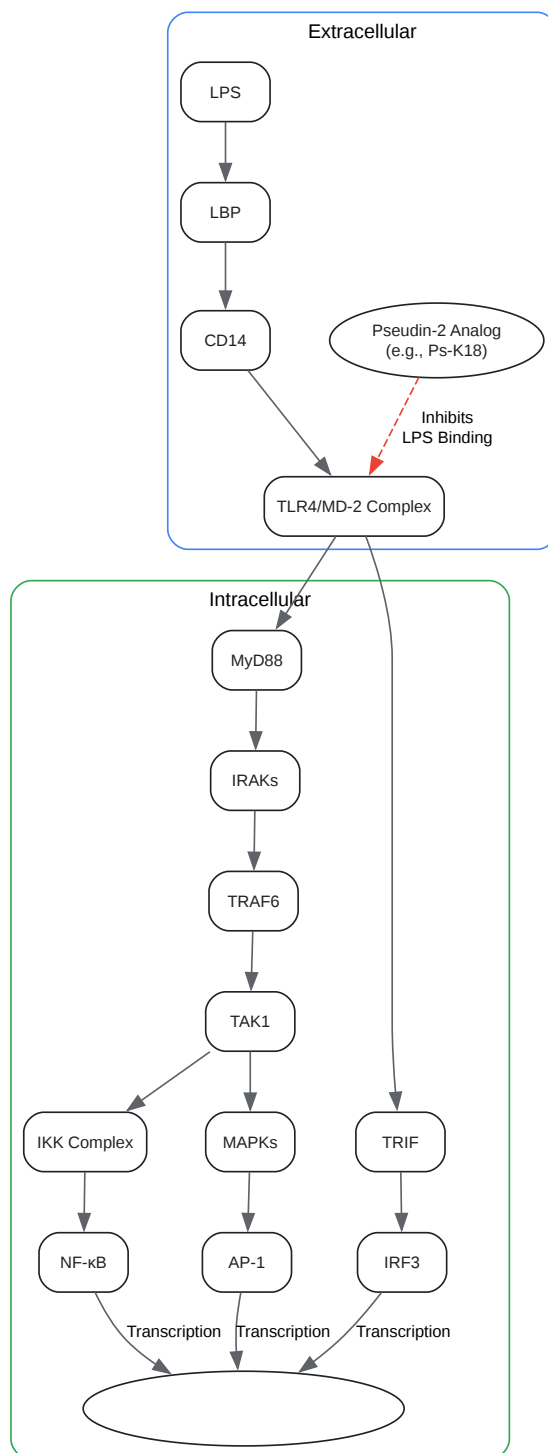 Extracellular
LPS
LBP
CD14
Pseudin-2 Analog
(e.g., Ps-K18)
Inhibits
LPS Binding
TLR4/MD-2 Complex
Intracellular
MyD88
IRAKs
TRAF6
TAK1
IKK Complex
MAPKs
TRIF
NF-κB
AP-1
IRF3
Transcription
Transcription
Transcription